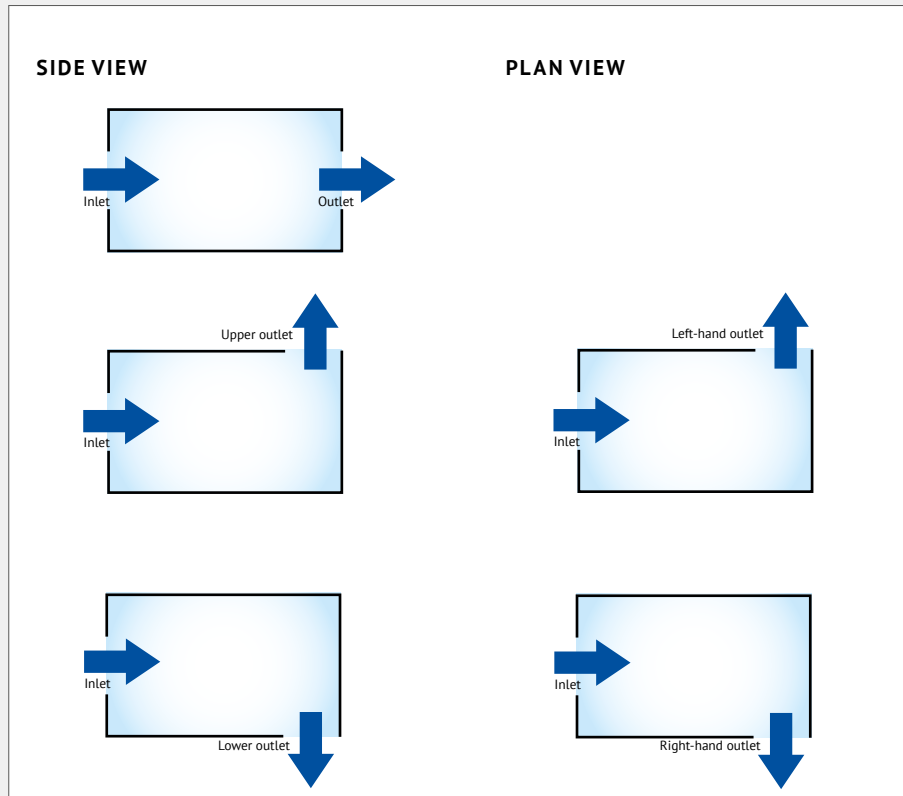 SIDE VIEW
PLAN VIEW
Inlet
Outlet
Upper outlet
Left-hand outlet
Inlet
Inlet
Inlet
Inlet
Lower outlet
Right-hand outlet